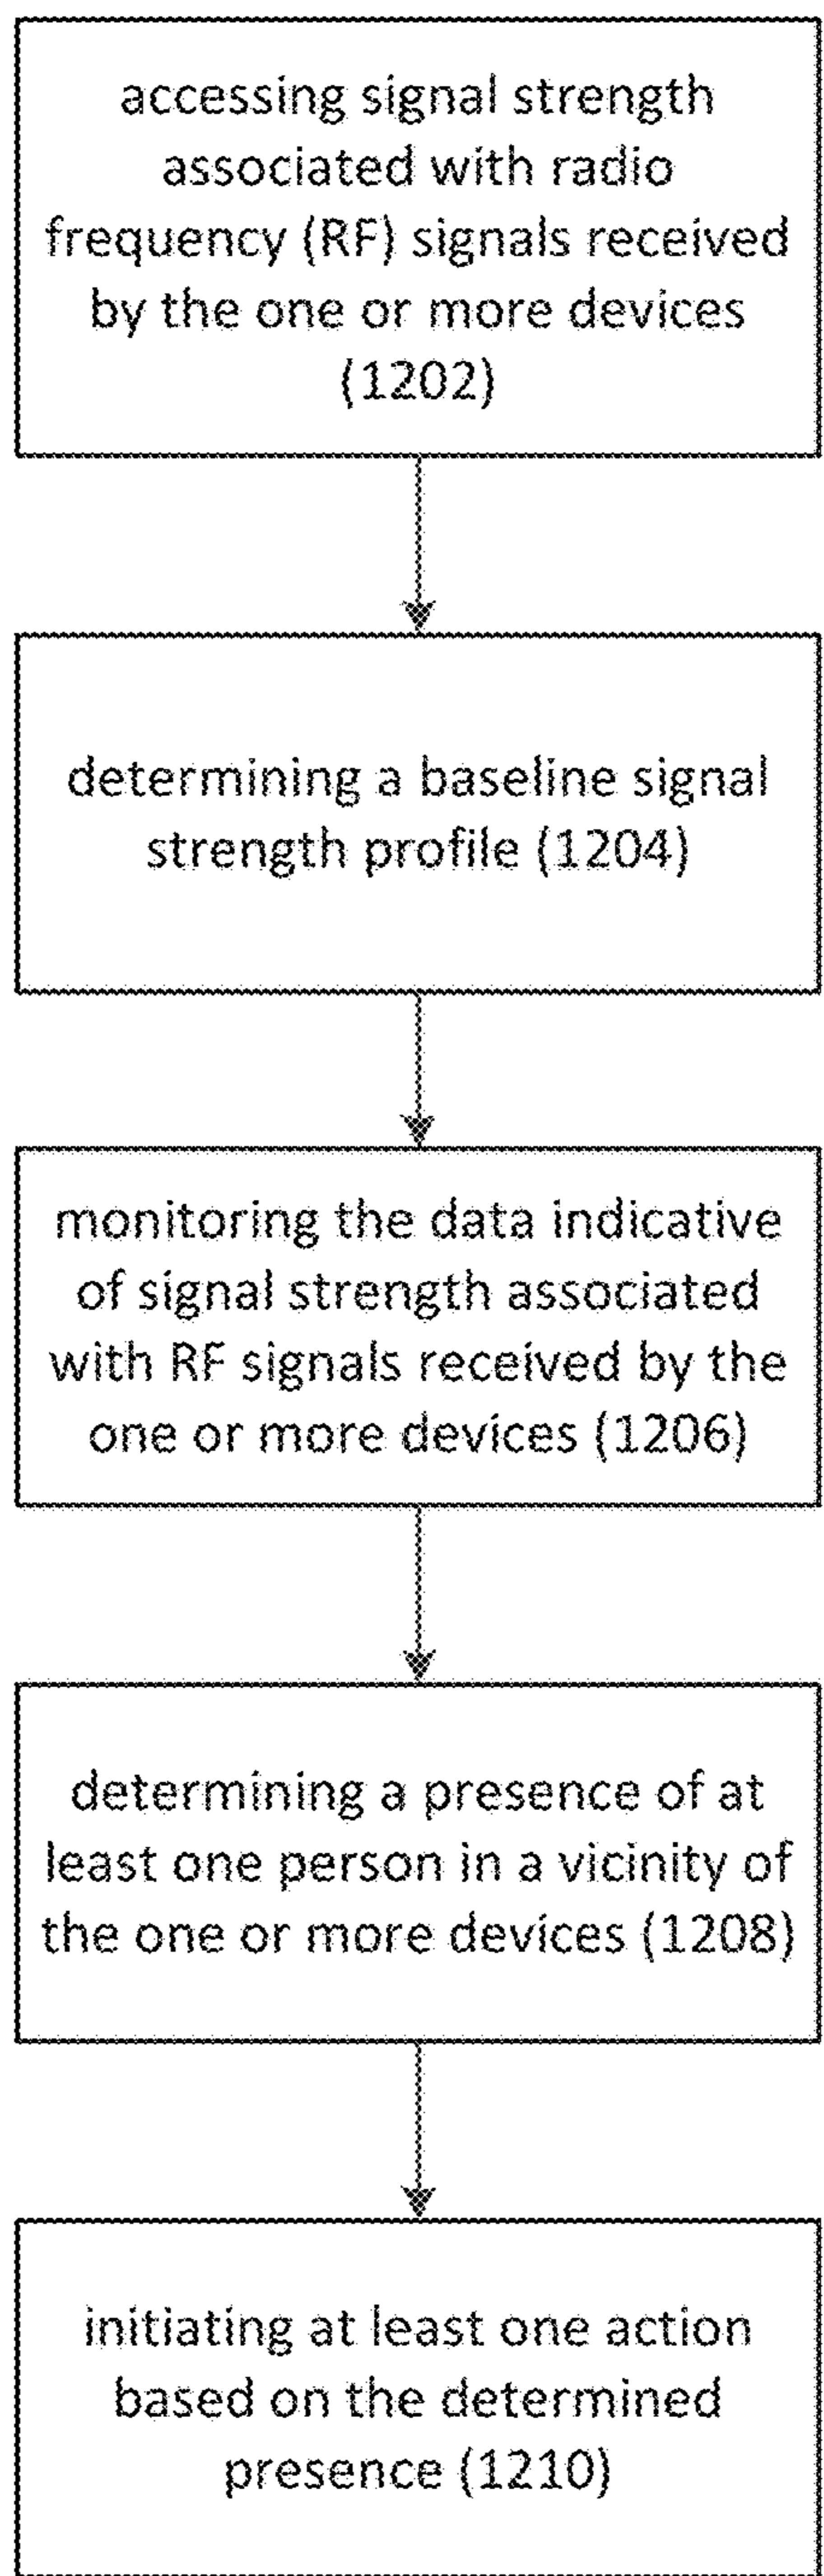 accessing signal strength
associated with radio
frequency (RF) signals received
by the one or more devices
(1202)
determining a baseline signal
strength profile (1204)
monitoring the data indicative
of signal strength associated
with RF signals received by the
one or more devices (1206)
determining a presence of at
least one person in a vicinity of
the one or more devices (1208)
initiating at least one action
based on the determined
presence (1210)